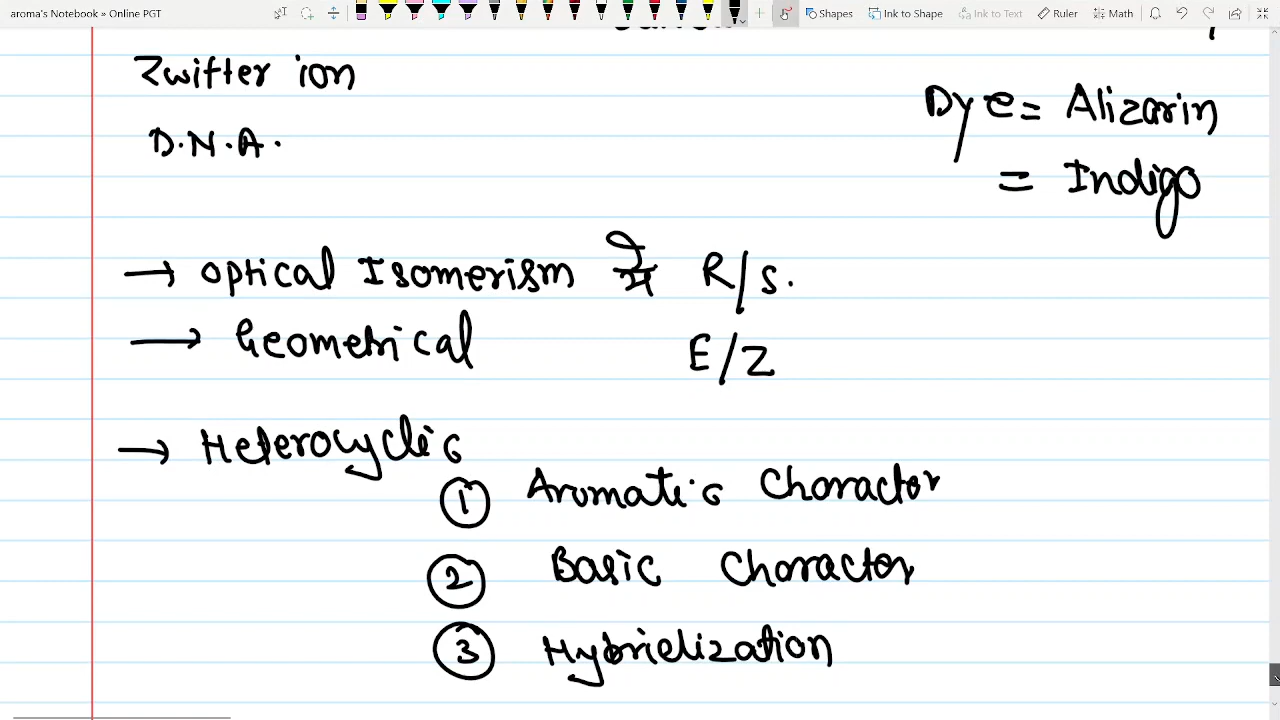 aroma's Notebook » Online PGT
Shapes Ink to Shape Ink to Text Ruler Math
Zwitter ion
D.N.A.
Dye = Alizarin
= Indigo
→ Optical Isomerism में R/S.
→ Geometrical E/Z
→ Heterocyclic
① Aromatic Character
② Basic Character
③ Hybridization